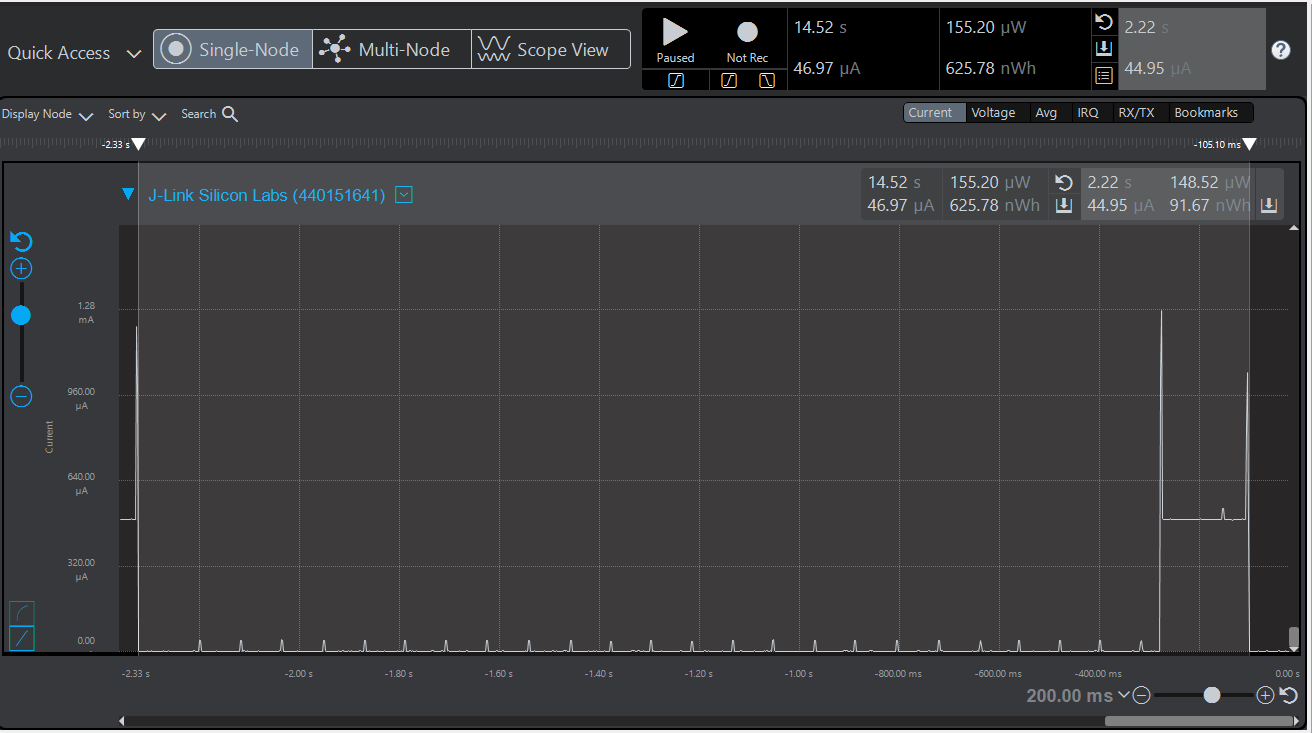 Quick Access
Single-Node
Multi-Node
Scope View
Paused
Not Rec
14.52 s
46.97 µA
155.20 µW
625.78 nWh
2.22 s
44.95 µA
Display Node
Sort by
Search
Current
Voltage
Avg
IRQ
RX/TX
Bookmarks
-2.33 s
-105.10 ms
J-Link Silicon Labs (440151641)
14.52 s
46.97 µA
155.20 µW
625.78 nWh
2.22 s
44.95 µA
148.52 µW
91.67 nWh
1.28
mA
960.00
µA
Current
640.00
µA
320.00
µA
0.00
-2.33 s
-2.00 s
-1.80 s
-1.60 s
-1.40 s
-1.20 s
-1.00 s
-800.00 ms
-600.00 ms
-400.00 ms
0.00 s
200.00 ms